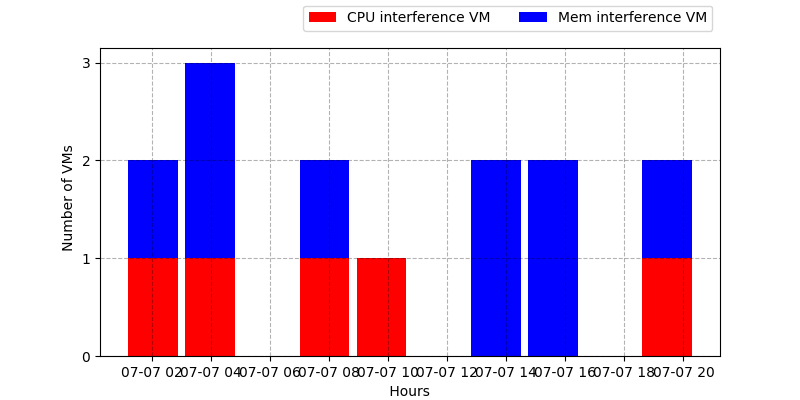 CPU interference VM Mem interference VM
3
2
1
0
Number of VMs
07-07 02 07-07 04 07-07 06 07-07 08 07-07 10 07-07 12 07-07 14 07-07 16 07-07 18 07-07 20
Hours